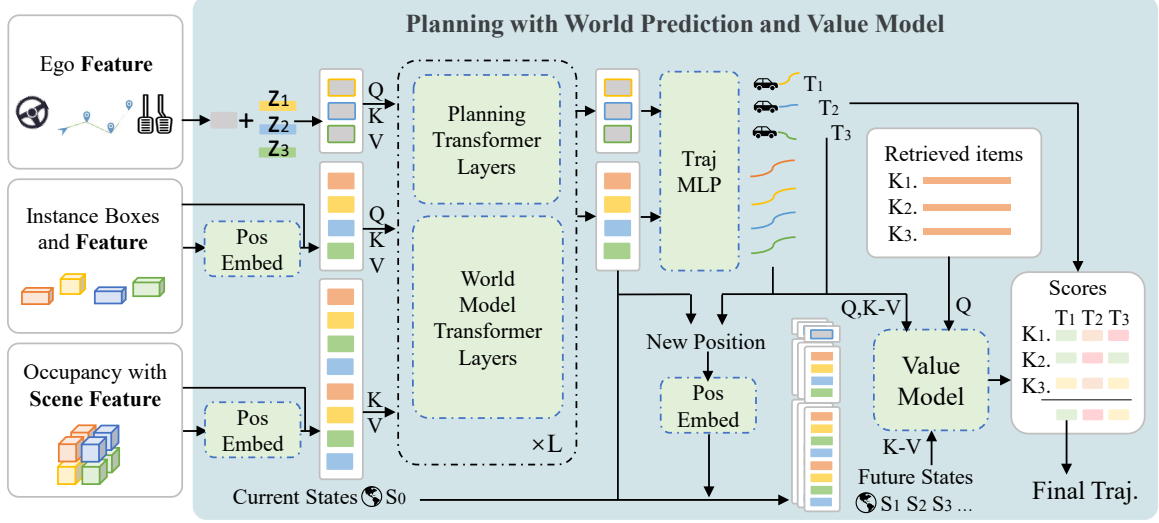 Planning with World Prediction and Value Model
Ego Feature
+
Z1
Z2
Z3
Q
K
V
Planning
Transformer
Layers
Traj
MLP
T1
T2
T3
Retrieved items
K1.
K2.
K3.
Instance Boxes
and Feature
Pos
Embed
Q
K
V
World
Model
Transformer
Layers
×L
Occupancy with
Scene Feature
Pos
Embed
K
V
New Position
Pos
Embed
Q,K-V
Q
Value
Model
K-V
Scores
T1 T2 T3
K1.
K2.
K3.
Current States S0
Future States
S1 S2 S3 ...
Final Traj.